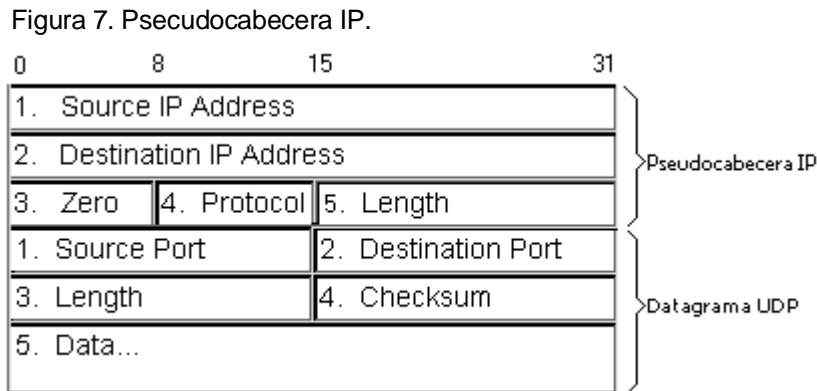 Figura 7. Psecudocabecera IP.
0 8 15 31
1. Source IP Address
2. Destination IP Address
Pseudocabecera IP
3. Zero 4. Protocol 5. Length
1. Source Port 2. Destination Port
3. Length 4. Checksum
Datagrama UDP
5. Data...